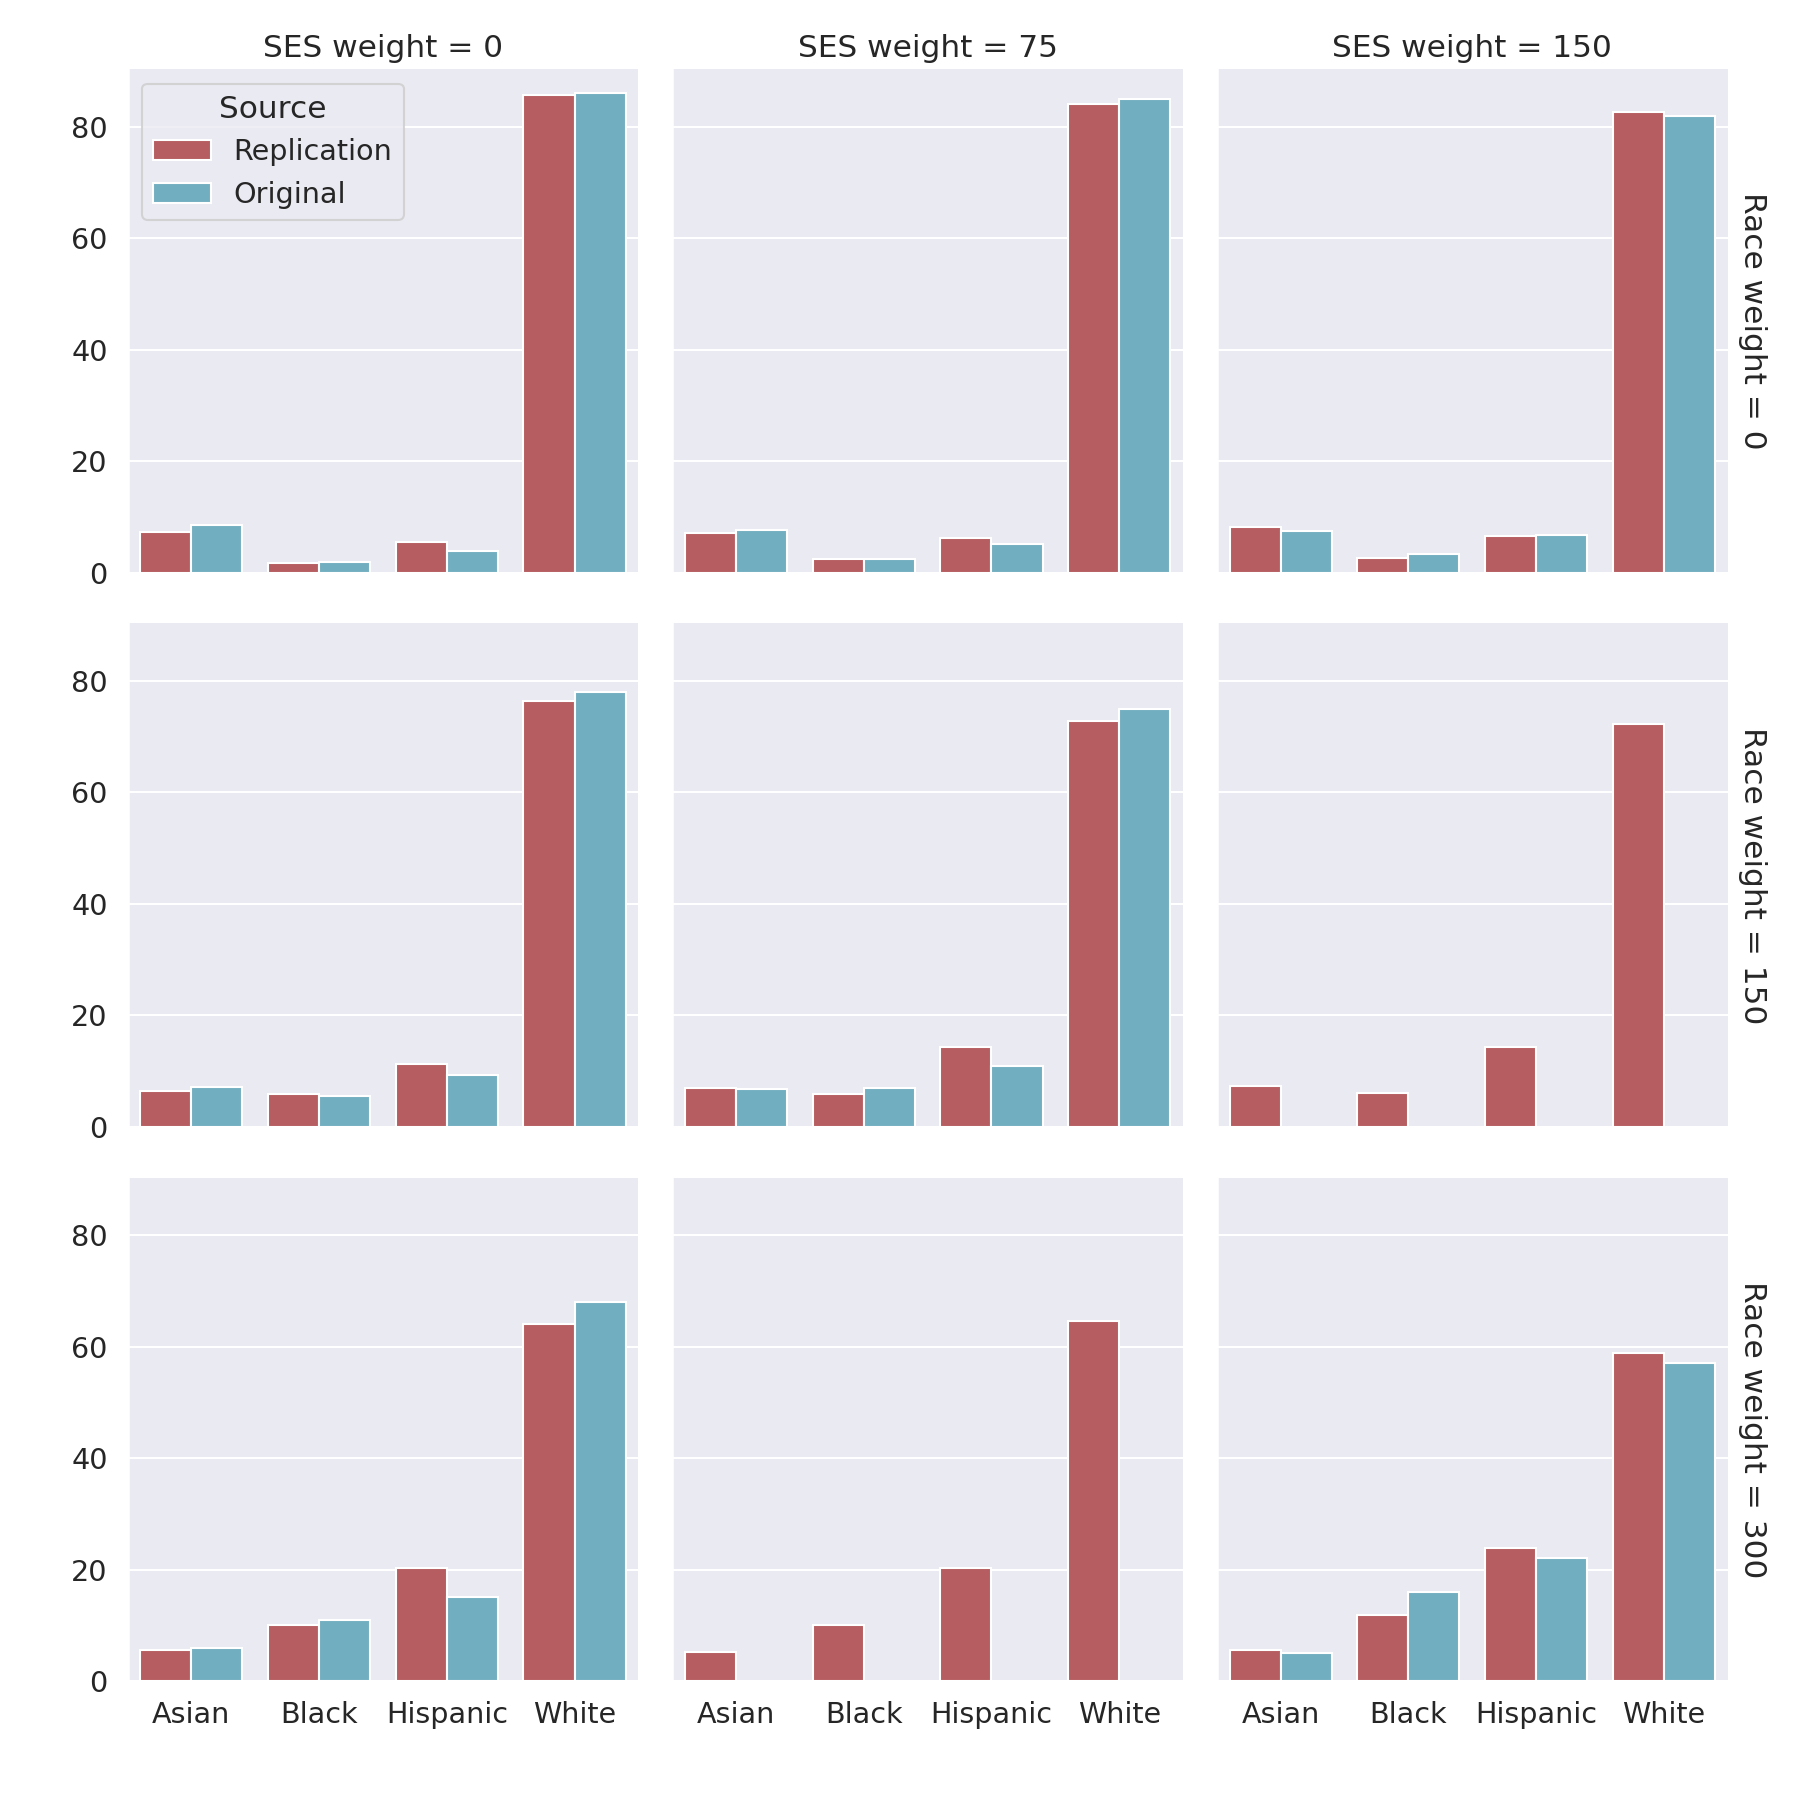 SES weight = 0
SES weight = 75
SES weight = 150
Source
Replication
Original
80
60
40
20
0
Race weight = 0
80
60
40
20
0
Race weight = 150
80
60
40
20
0
Race weight = 300
Asian Black Hispanic White
Asian Black Hispanic White
Asian Black Hispanic White